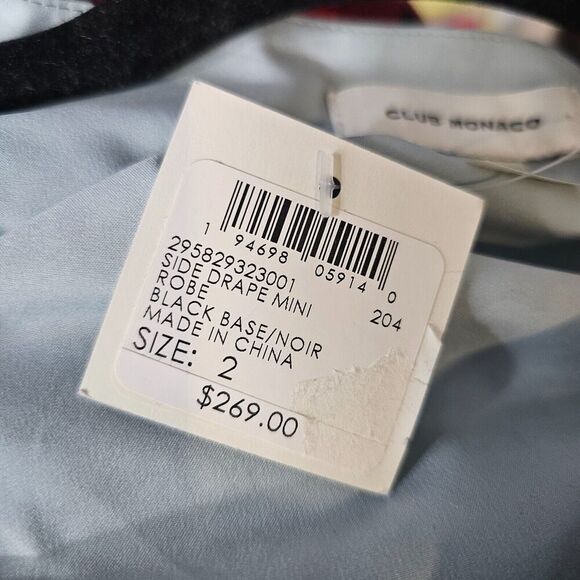 CLUB MONACO
1 94698 05914 0
295829323001 204
SIDE DRAPE MINI
ROBE
BLACK BASE/NOIR
MADE IN CHINA
SIZE: 2
$269.00